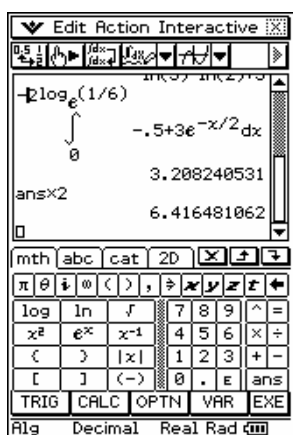 Edit Action Interactive
-2log_e(1/6)
∫ -.5+3e^(-x/2)dx
0
3.208240531
ans×2
6.416481062
mth abc cat 2D
π θ i ∞ ( ) , ⇒ x y z t ←
log ln √ 7 8 9 ^ =
x² e^x x⁻¹ 4 5 6 × ÷
( ) |x| 1 2 3 + −
[ ] (−) 0 . E ans
TRIG CALC OPTN VAR EXE
Alg Decimal Real Rad